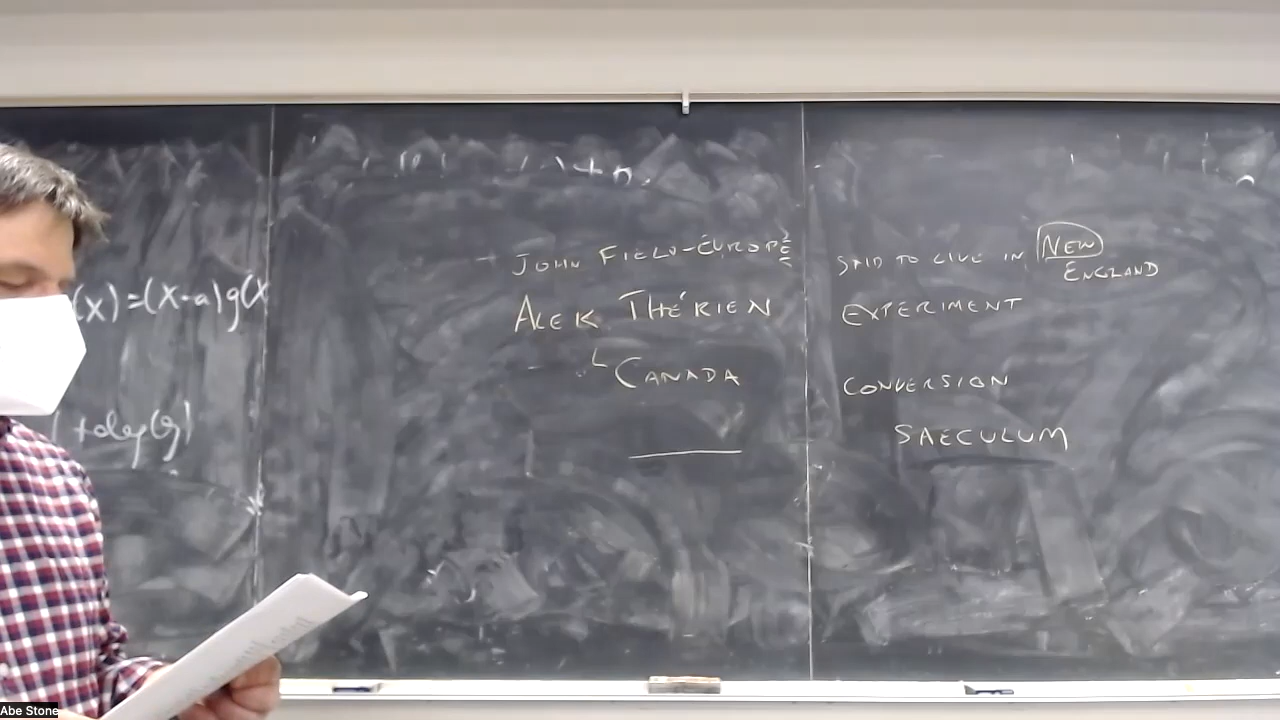 (x)=(x-a)g(x
+deg(g)
JOHN FIELD-EUROPE
ALEK THÉRIEN
CANADA
SAID TO LIVE IN NEW
ENGLAND
EXPERIMENT
CONVERSION
SAECULUM
Abe Stone